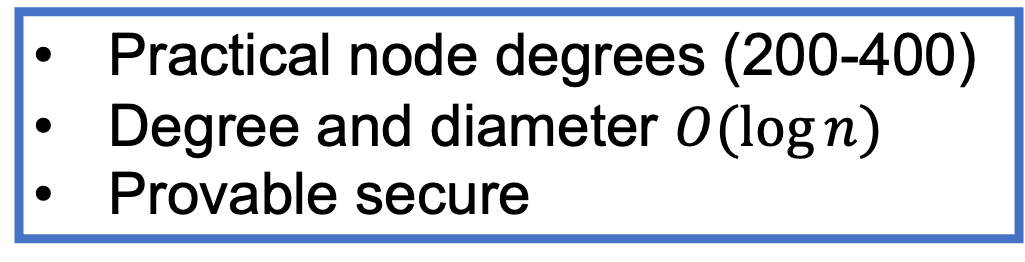 • Practical node degrees (200-400)
• Degree and diameter O(log n)
• Provable secure